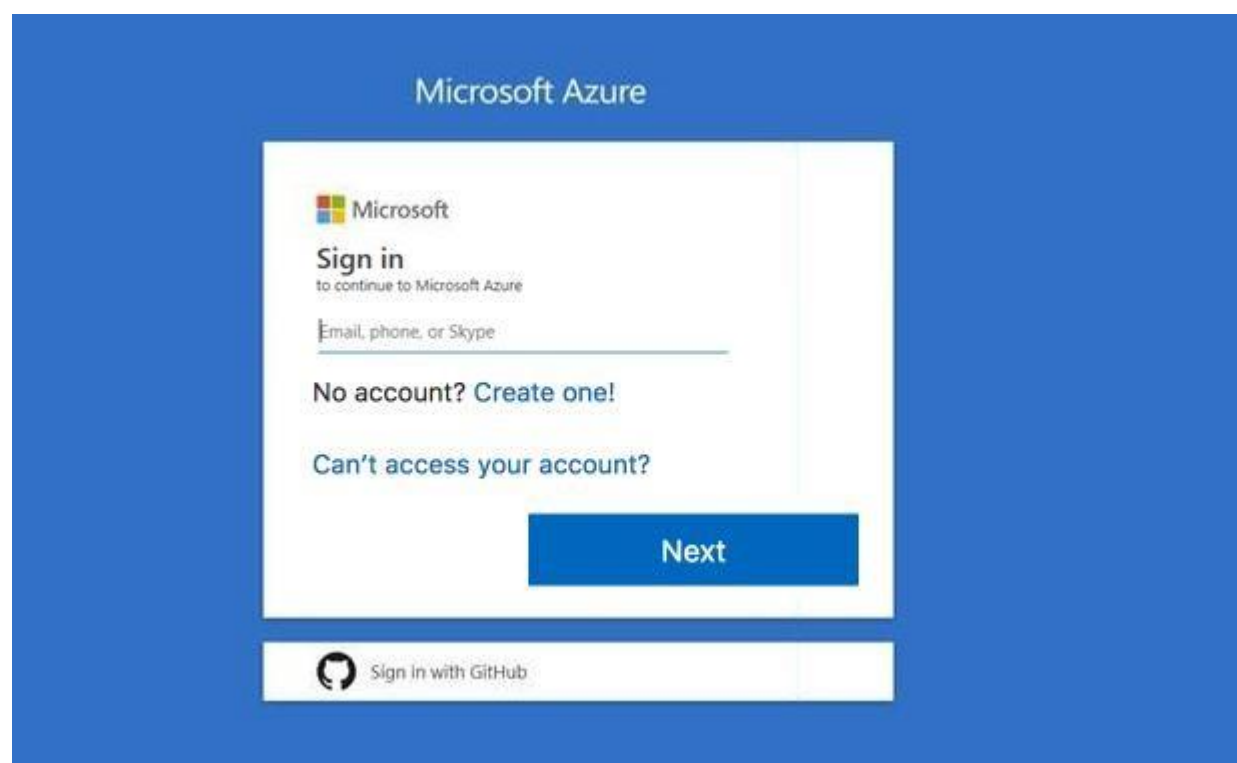 Microsoft Azure
Microsoft
Sign in
to continue to Microsoft Azure
Email, phone, or Skype
No account? Create one!
Can't access your account?
Next
Sign in with GitHub